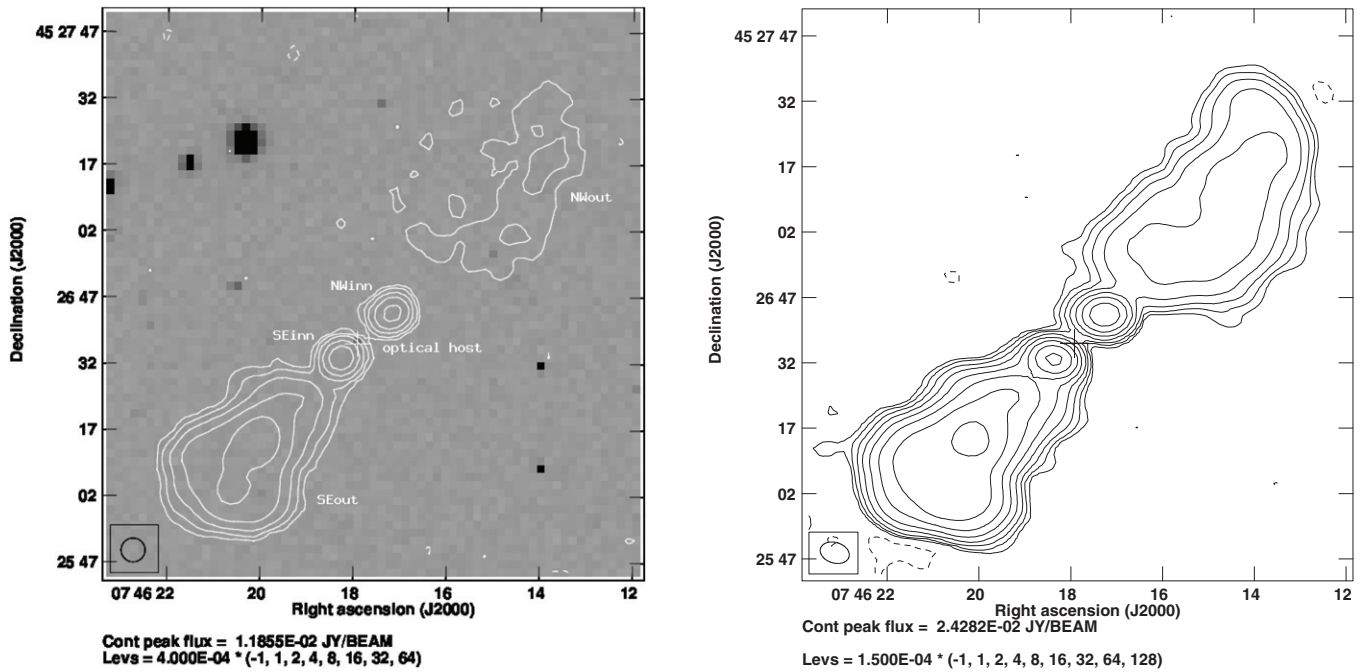 45 27 47
32
17
02
26 47
32
17
02
25 47
Declination (J2000)
NWout
NWinn
SEinn
optical host
SEout
07 46 22 20 18 16 14 12
Right ascension (J2000)
Cont peak flux = 1.1855E-02 JY/BEAM
Levs = 4.000E-04 * (-1, 1, 2, 4, 8, 16, 32, 64)
45 27 47
32
17
02
26 47
32
17
02
25 47
Declination (J2000)
07 46 22 20 18 16 14 12
Right ascension (J2000)
Cont peak flux = 2.4282E-02 JY/BEAM
Levs = 1.500E-04 * (-1, 1, 2, 4, 8, 16, 32, 64, 128)